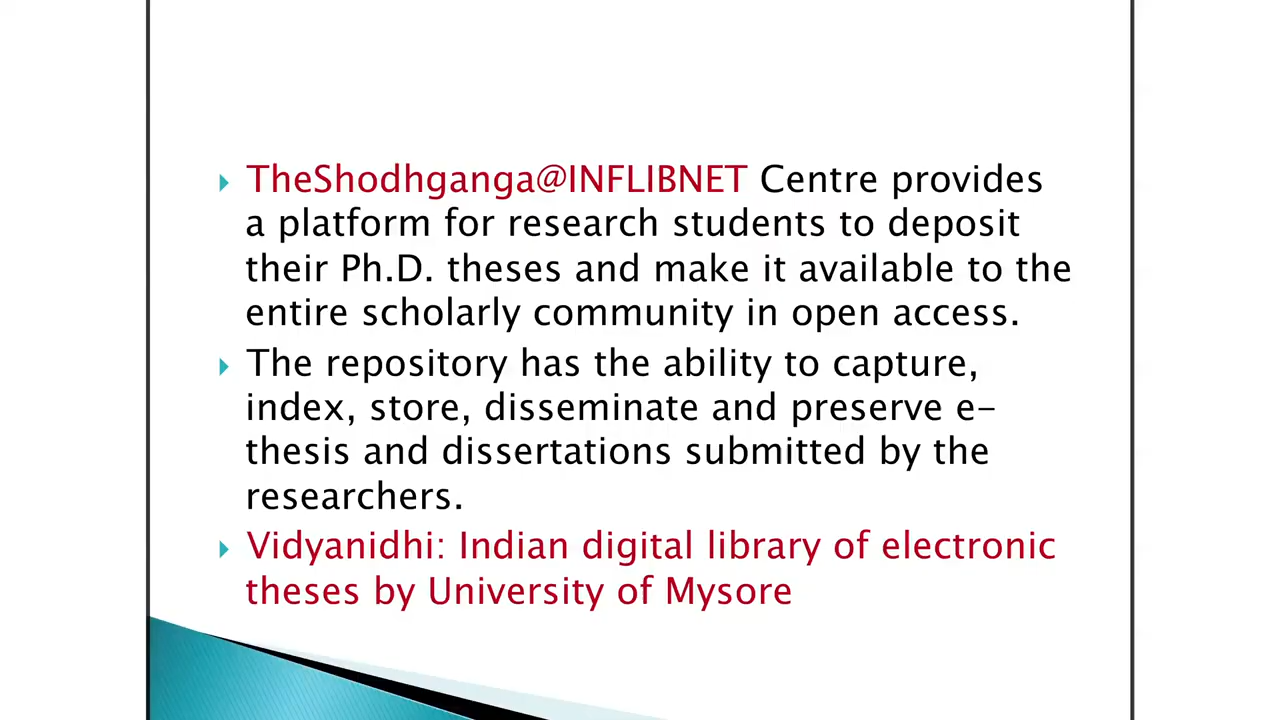 TheShodhganga@INFLIBNET Centre provides
a platform for research students to deposit
their Ph.D. theses and make it available to the
entire scholarly community in open access.
The repository has the ability to capture,
index, store, disseminate and preserve e-
thesis and dissertations submitted by the
researchers.
Vidyanidhi: Indian digital library of electronic
theses by University of Mysore